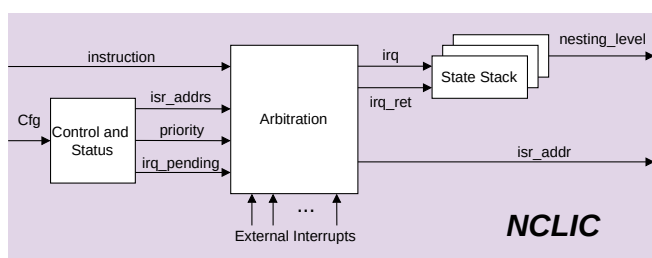 instruction
Cfg
Control and
Status
isr_addrs
priority
irq_pending
Arbitration
...
External Interrupts
irq
irq_ret
State Stack
nesting_level
isr_addr
NCLIC